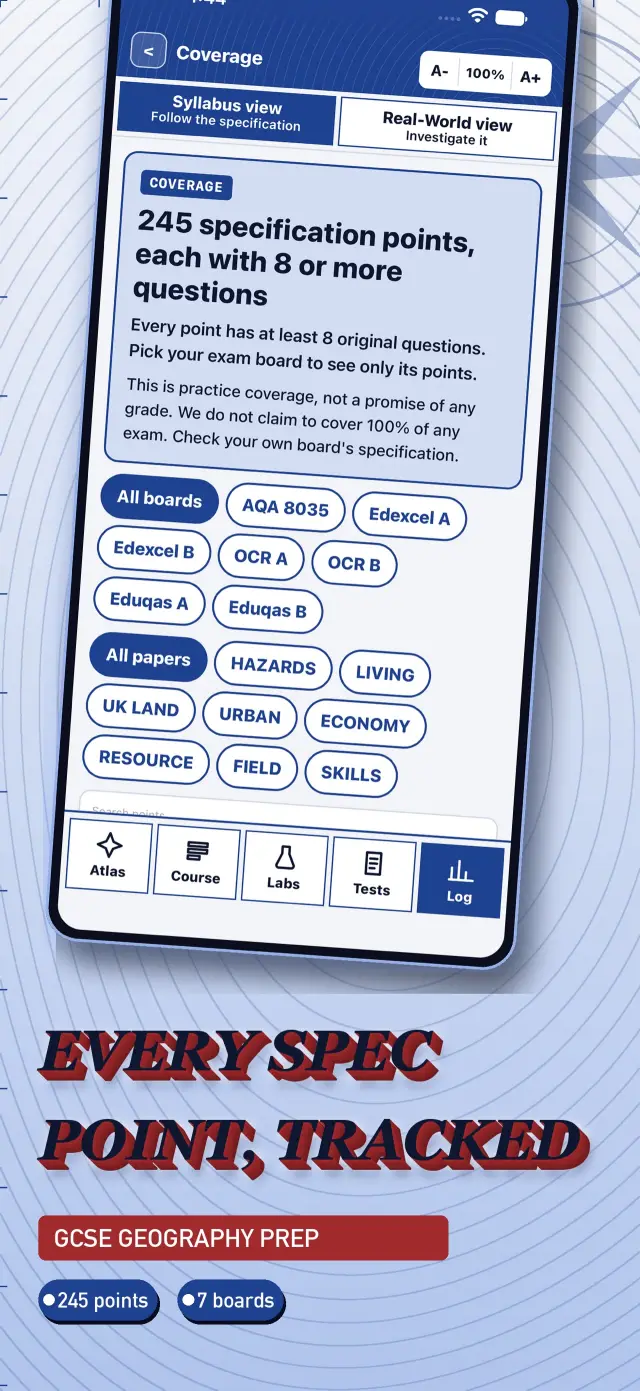 <
Coverage
A- 100% A+
Syllabus view
Follow the specification
Real-World view
Investigate it
COVERAGE
245 specification points,
each with 8 or more
questions
Every point has at least 8 original questions.
Pick your exam board to see only its points.
This is practice coverage, not a promise of any
grade. We do not claim to cover 100% of any
exam. Check your own board's specification.
All boards AQA 8035 Edexcel A
Edexcel B OCR A OCR B
Eduqas A Eduqas B
All papers HAZARDS LIVING
UK LAND URBAN ECONOMY
RESOURCE FIELD SKILLS
Search points
Atlas Course Labs Tests Log
EVERY SPEC
POINT, TRACKED
GCSE GEOGRAPHY PREP
245 points 7 boards